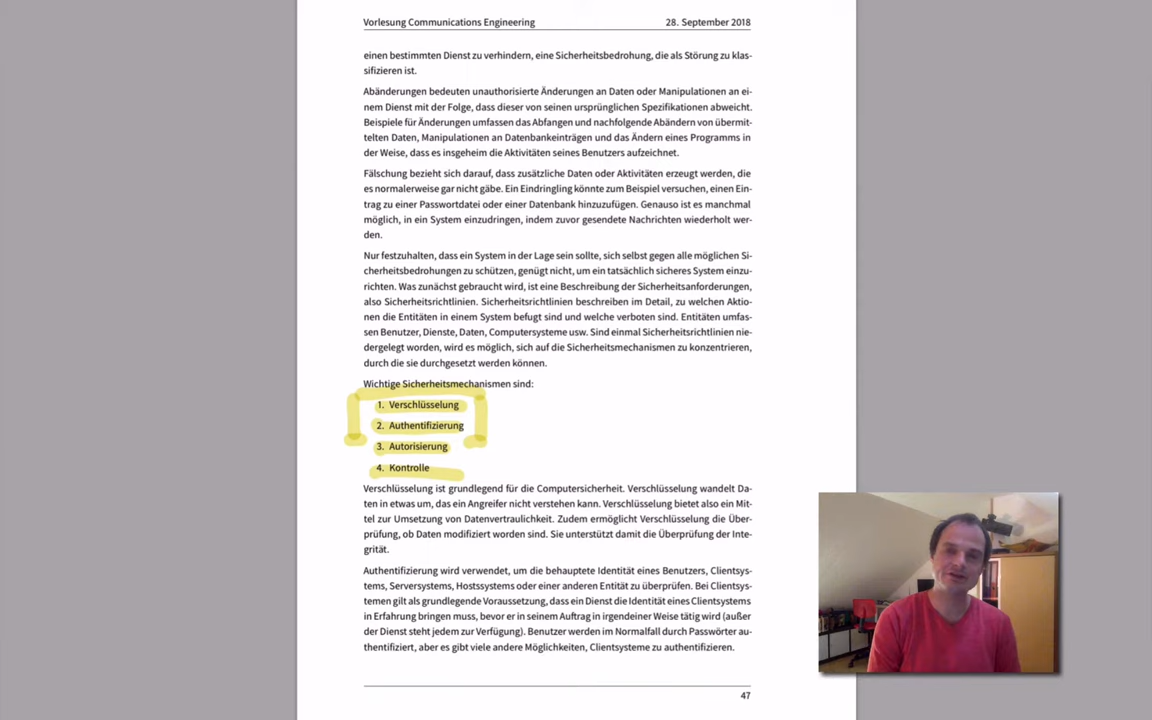 Vorlesung Communications Engineering 28. September 2018
einen bestimmten Dienst zu verhindern, eine Sicherheitsbedrohung, die als Störung zu klas-
sifizieren ist.
Abänderungen bedeuten unauthorisierte Änderungen an Daten oder Manipulationen an ei-
nem Dienst mit der Folge, dass dieser von seinen ursprünglichen Spezifikationen abweicht.
Beispiele für Änderungen umfassen das Abfangen und nachfolgende Abändern von übermit-
telten Daten, Manipulationen an Datenbankeinträgen und das Ändern eines Programms in
der Weise, dass es insgeheim die Aktivitäten seines Benutzers aufzeichnet.
Fälschung bezieht sich darauf, dass zusätzliche Daten oder Aktivitäten erzeugt werden, die
es normalerweise gar nicht gäbe. Ein Eindringling könnte zum Beispiel versuchen, einen Ein-
trag zu einer Passwortdatei oder einer Datenbank hinzuzufügen. Genauso ist es manchmal
möglich, in ein System einzudringen, indem zuvor gesendete Nachrichten wiederholt wer-
den.
Nur festzuhalten, dass ein System in der Lage sein sollte, sich selbst gegen alle möglichen Si-
cherheitsbedrohungen zu schützen, genügt nicht, um ein tatsächlich sicheres System einzu-
richten. Was zunächst gebraucht wird, ist eine Beschreibung der Sicherheitsanforderungen,
also Sicherheitsrichtlinien. Sicherheitsrichtlinien beschreiben im Detail, zu welchen Aktio-
nen die Entitäten in einem System befugt sind und welche verboten sind. Entitäten umfas-
sen Benutzer, Dienste, Daten, Computersysteme usw. Sind einmal Sicherheitsrichtlinien nie-
dergelegt worden, wird es möglich, sich auf die Sicherheitsmechanismen zu konzentrieren,
durch die sie durchgesetzt werden können.
Wichtige Sicherheitsmechanismen sind:
1. Verschlüsselung
2. Authentifizierung
3. Autorisierung
4. Kontrolle
Verschlüsselung ist grundlegend für die Computersicherheit. Verschlüsselung wandelt Da-
ten in etwas um, das ein Angreifer nicht verstehen kann. Verschlüsselung bietet also ein Mit-
tel zur Umsetzung von Datenvertraulichkeit. Zudem ermöglicht Verschlüsselung die Über-
prüfung, ob Daten modifiziert worden sind. Sie unterstützt damit die Überprüfung der Inte-
grität.
Authentifizierung wird verwendet, um die behauptete Identität eines Benutzers, Clientsys-
tems, Serversystems, Hostssystems oder einer anderen Entität zu überprüfen. Bei Clientsys-
temen gilt als grundlegende Voraussetzung, dass ein Dienst die Identität eines Clientsystems
in Erfahrung bringen muss, bevor er in seinem Auftrag in irgendeiner Weise tätig wird (außer
der Dienst steht jedem zur Verfügung). Benutzer werden im Normalfall durch Passwörter au-
thentifiziert, aber es gibt viele andere Möglichkeiten, Clientsysteme zu authentifizieren.
47